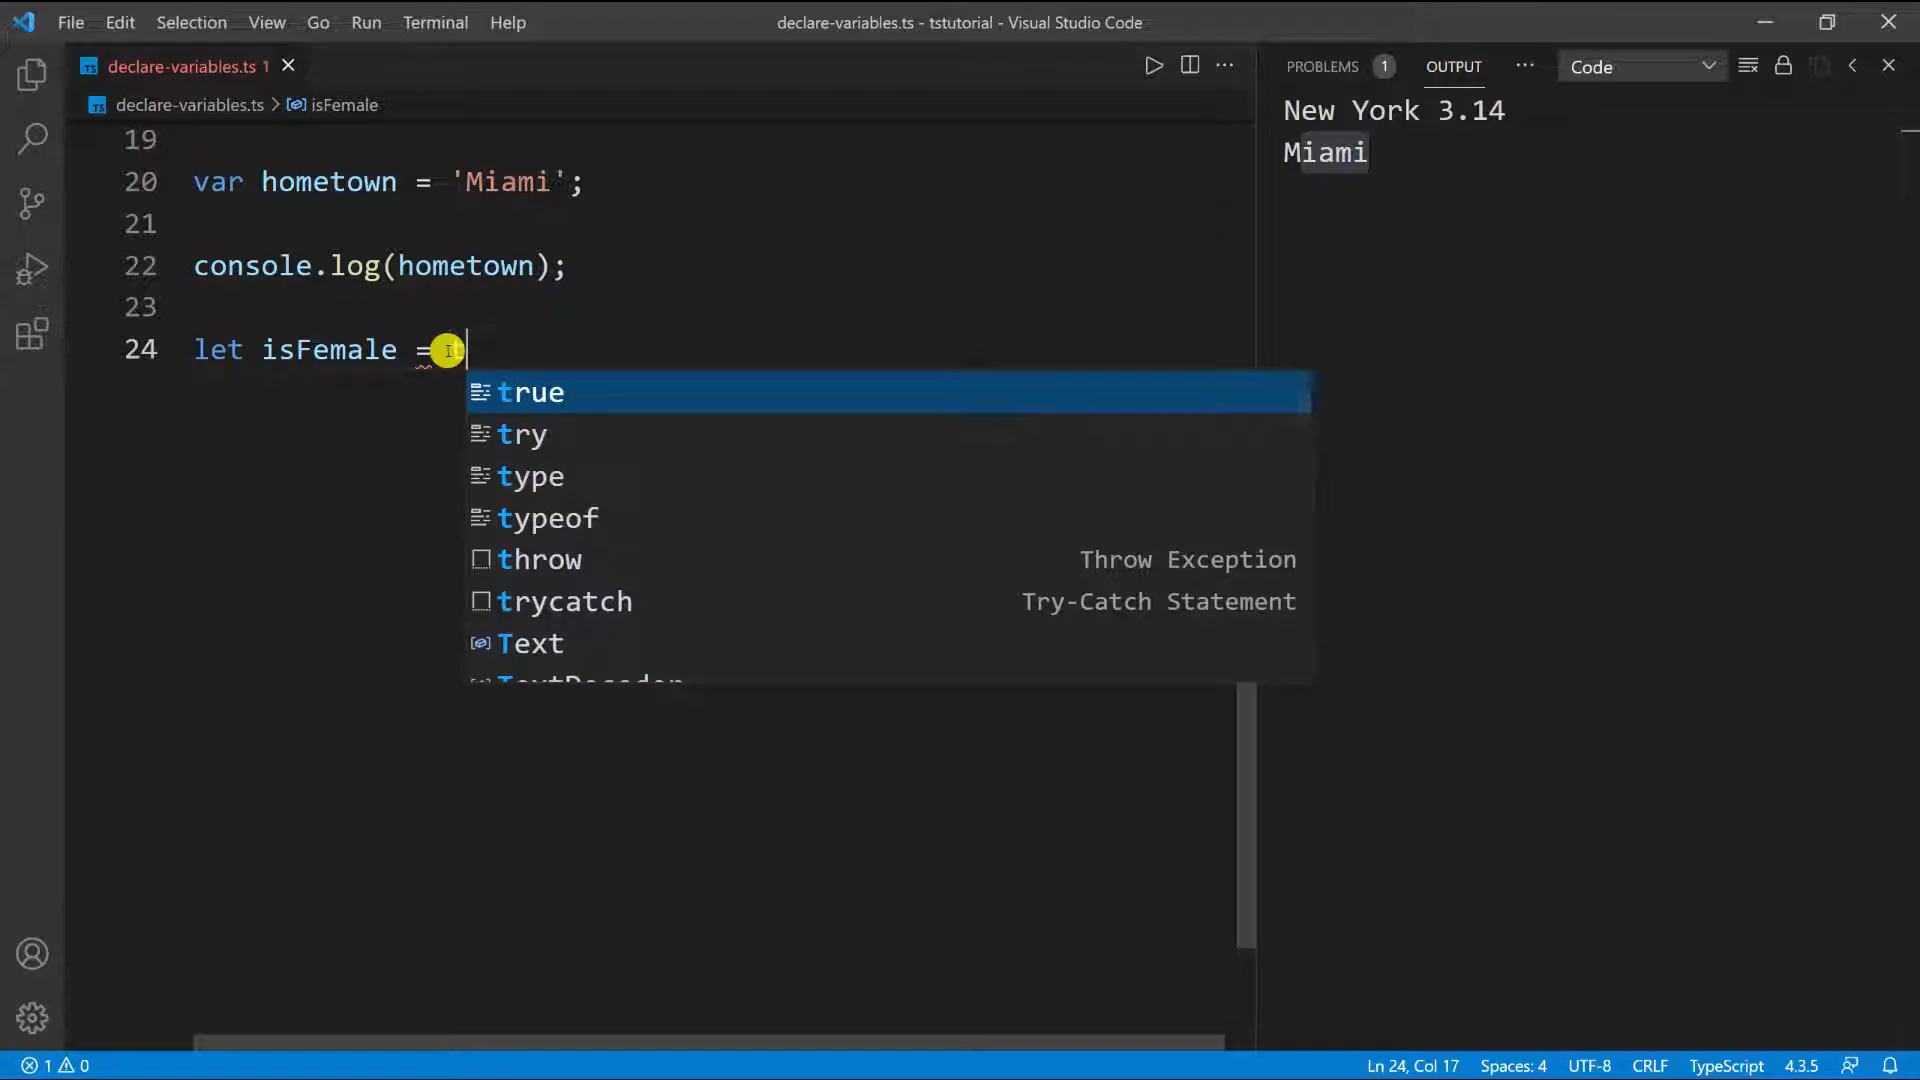 File Edit Selection View Go Run Terminal Help
declare-variables.ts - tstutorial - Visual Studio Code
TS declare-variables.ts 1
PROBLEMS 1 OUTPUT ... Code
TS declare-variables.ts > isFemale
New York 3.14
Miami
19
20 var hometown = 'Miami';
21
22 console.log(hometown);
23
24 let isFemale = t
true
try
type
typeof
throw Throw Exception
trycatch Try-Catch Statement
Text
TextDecoder
1 0
Ln 24, Col 17 Spaces: 4 UTF-8 CRLF TypeScript 4.3.5